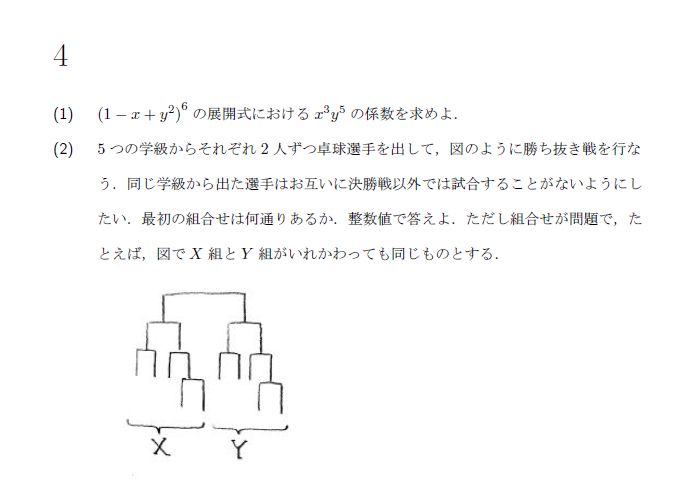 4
(1) (1 − x + y²)⁶ の展開式における x³y⁵ の係数を求めよ．
(2) 5 つの学級からそれぞれ 2 人ずつ卓球選手を出して，図のように勝ち抜き戦を行な
う．同じ学級から出た選手はお互いに決勝戦以外では試合することがないようにし
たい．最初の組合せは何通りあるか．整数値で答えよ．ただし組合せが問題で，た
とえば，図で X 組と Y 組がいれかわっても同じものとする．
X Y